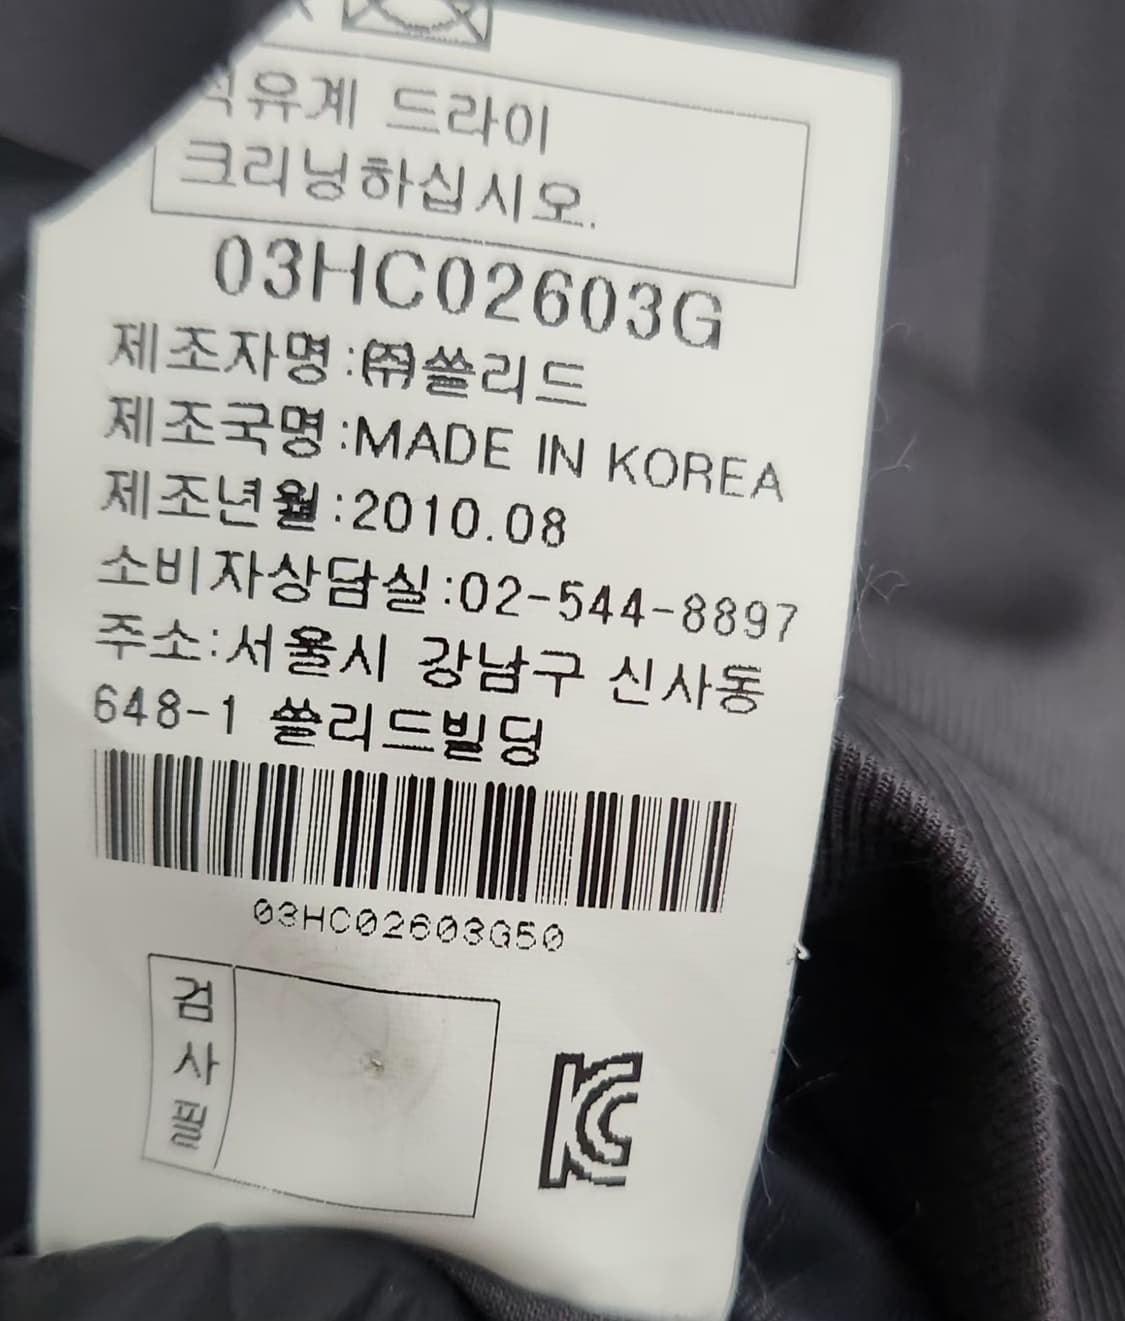 석유계 드라이
크리닝하십시오.
03HC02603G
제조자명:㈜쏠리드
제조국명:MADE IN KOREA
제조년월:2010.08
소비자상담실:02-544-8897
주소:서울시 강남구 신사동
648-1 쏠리드빌딩
03HC02603G50
검사필
KC